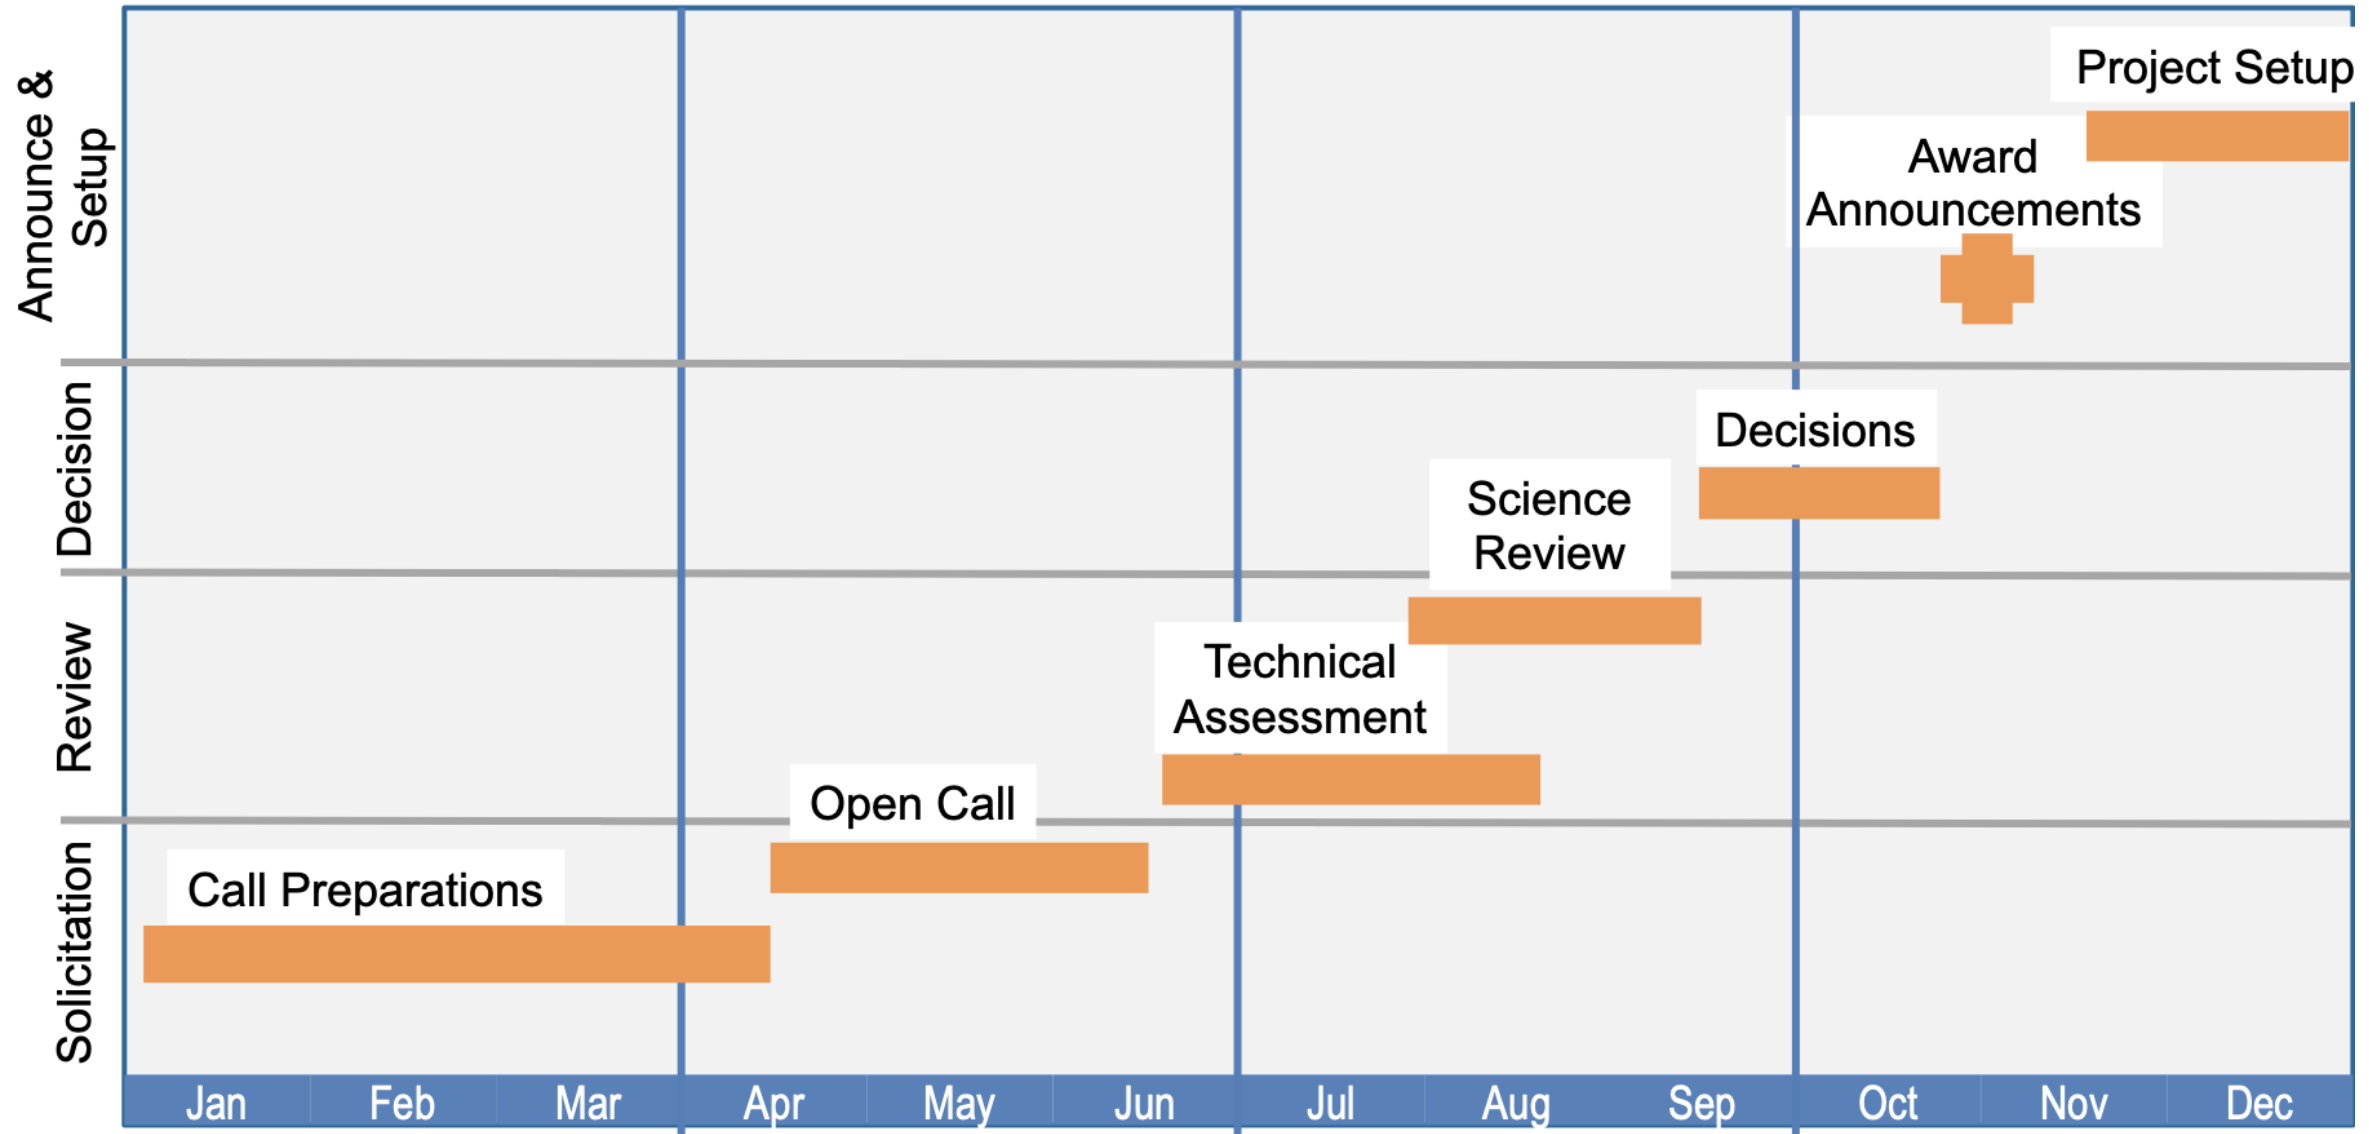 Announce &
Setup
Project Setup
Award
Announcements
Decision
Decisions
Science
Review
Review
Technical
Assessment
Open Call
Solicitation
Call Preparations
Jan Feb Mar Apr May Jun Jul Aug Sep Oct Nov Dec